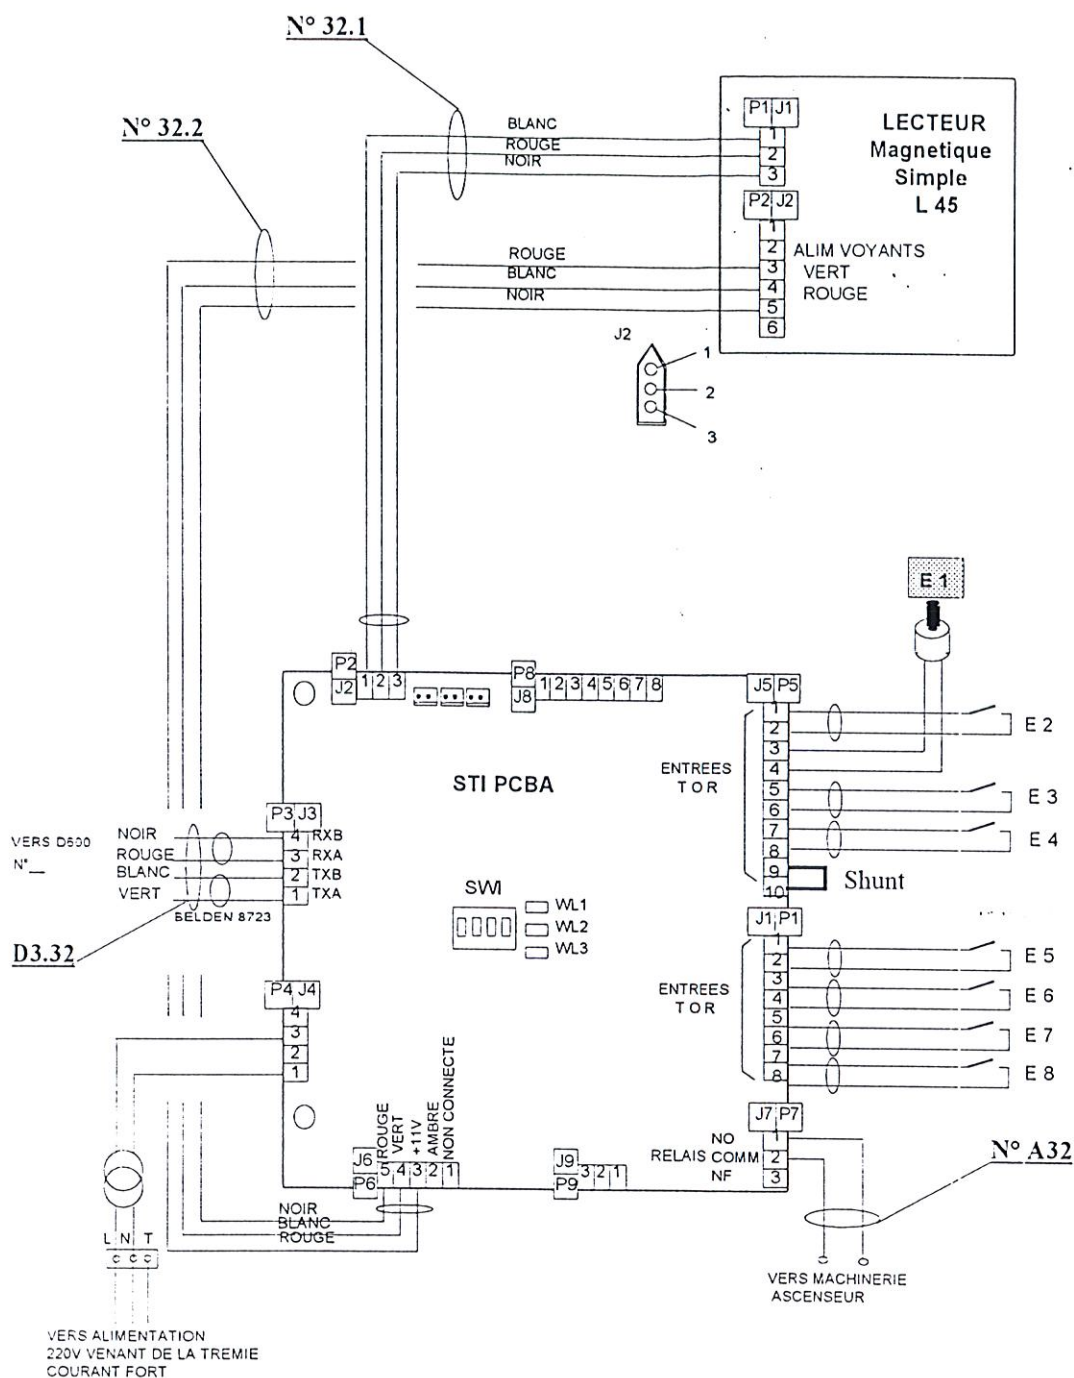 N° 32.1
N° 32.2
BLANC
ROUGE
NOIR
P1 J1
1
2
3
LECTEUR
Magnetique
Simple
L 45
P2 J2
1
2
3
4
5
6
ALIM VOYANTS
VERT
ROUGE
ROUGE
BLANC
NOIR
J2
1
2
3
E 1
P2
J2
1 2 3
P8
J8
1 2 3 4 5 6 7 8
J5 P5
1
2
3
4
5
6
7
8
9
10
ENTREES
T O R
E 2
E 3
E 4
Shunt
STI PCBA
P3 J3
4 RXB
3 RXA
2 TXB
1 TXA
VERS D600
N°__
NOIR
ROUGE
BLANC
VERT
BELDEN 8723
D3.32
SWI
WL1
WL2
WL3
J1 P1
1
2
3
4
5
6
7
8
ENTREES
T O R
E 5
E 6
E 7
E 8
P4 J4
4
3
2
1
ROUGE
VERT
+11V
AMBRE
NON CONNECTE
J6
P6
5 4 3 2 1
J9
P9
3 2 1
J7 P7
1
2
3
NO
RELAIS COMM
NF
N° A32
NOIR
BLANC
ROUGE
L N T
VERS MACHINERIE
ASCENSEUR
VERS ALIMENTATION
220V VENANT DE LA TREMIE
COURANT FORT